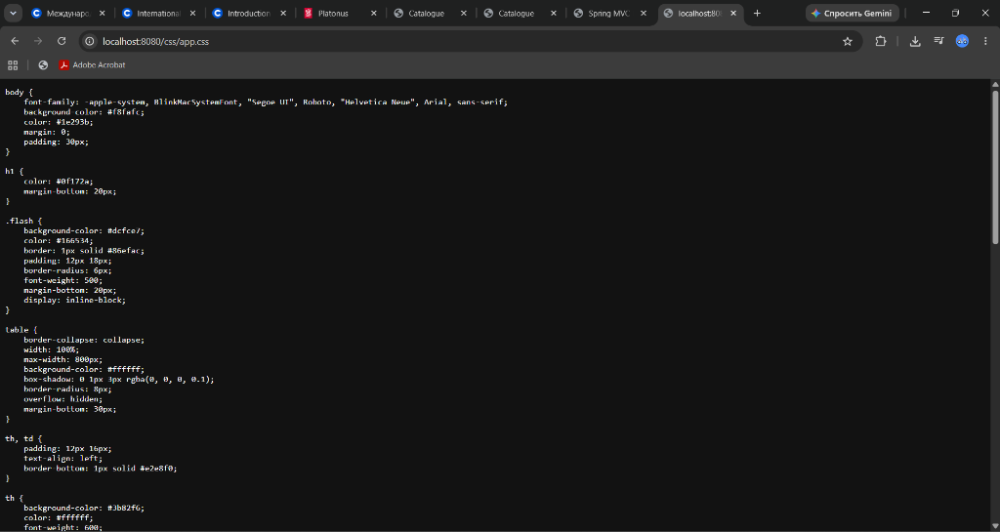 Междунаро
International
Introduction
Platonus
Catalogue
Catalogue
Spring MVC
localhost:80
Спросить Gemini
localhost:8080/css/app.css
Adobe Acrobat
body {
    font-family: -apple-system, BlinkMacSystemFont, "Segoe UI", Roboto, "Helvetica Neue", Arial, sans-serif;
    background-color: #f8fafc;
    color: #1e293b;
    margin: 0;
    padding: 30px;
}
h1 {
    color: #0f172a;
    margin-bottom: 20px;
}
.flash {
    background-color: #dcfce7;
    color: #166534;
    border: 1px solid #86efac;
    padding: 12px 18px;
    border-radius: 6px;
    font-weight: 500;
    margin-bottom: 20px;
    display: inline-block;
}
table {
    border-collapse: collapse;
    width: 100%;
    max-width: 800px;
    background-color: #ffffff;
    box-shadow: 0 1px 3px rgba(0, 0, 0, 0.1);
    border-radius: 8px;
    overflow: hidden;
    margin-bottom: 30px;
}
th, td {
    padding: 12px 16px;
    text-align: left;
    border-bottom: 1px solid #e2e8f0;
}
th {
    background-color: #3b82f6;
    color: #ffffff;
    font-weight: 600;